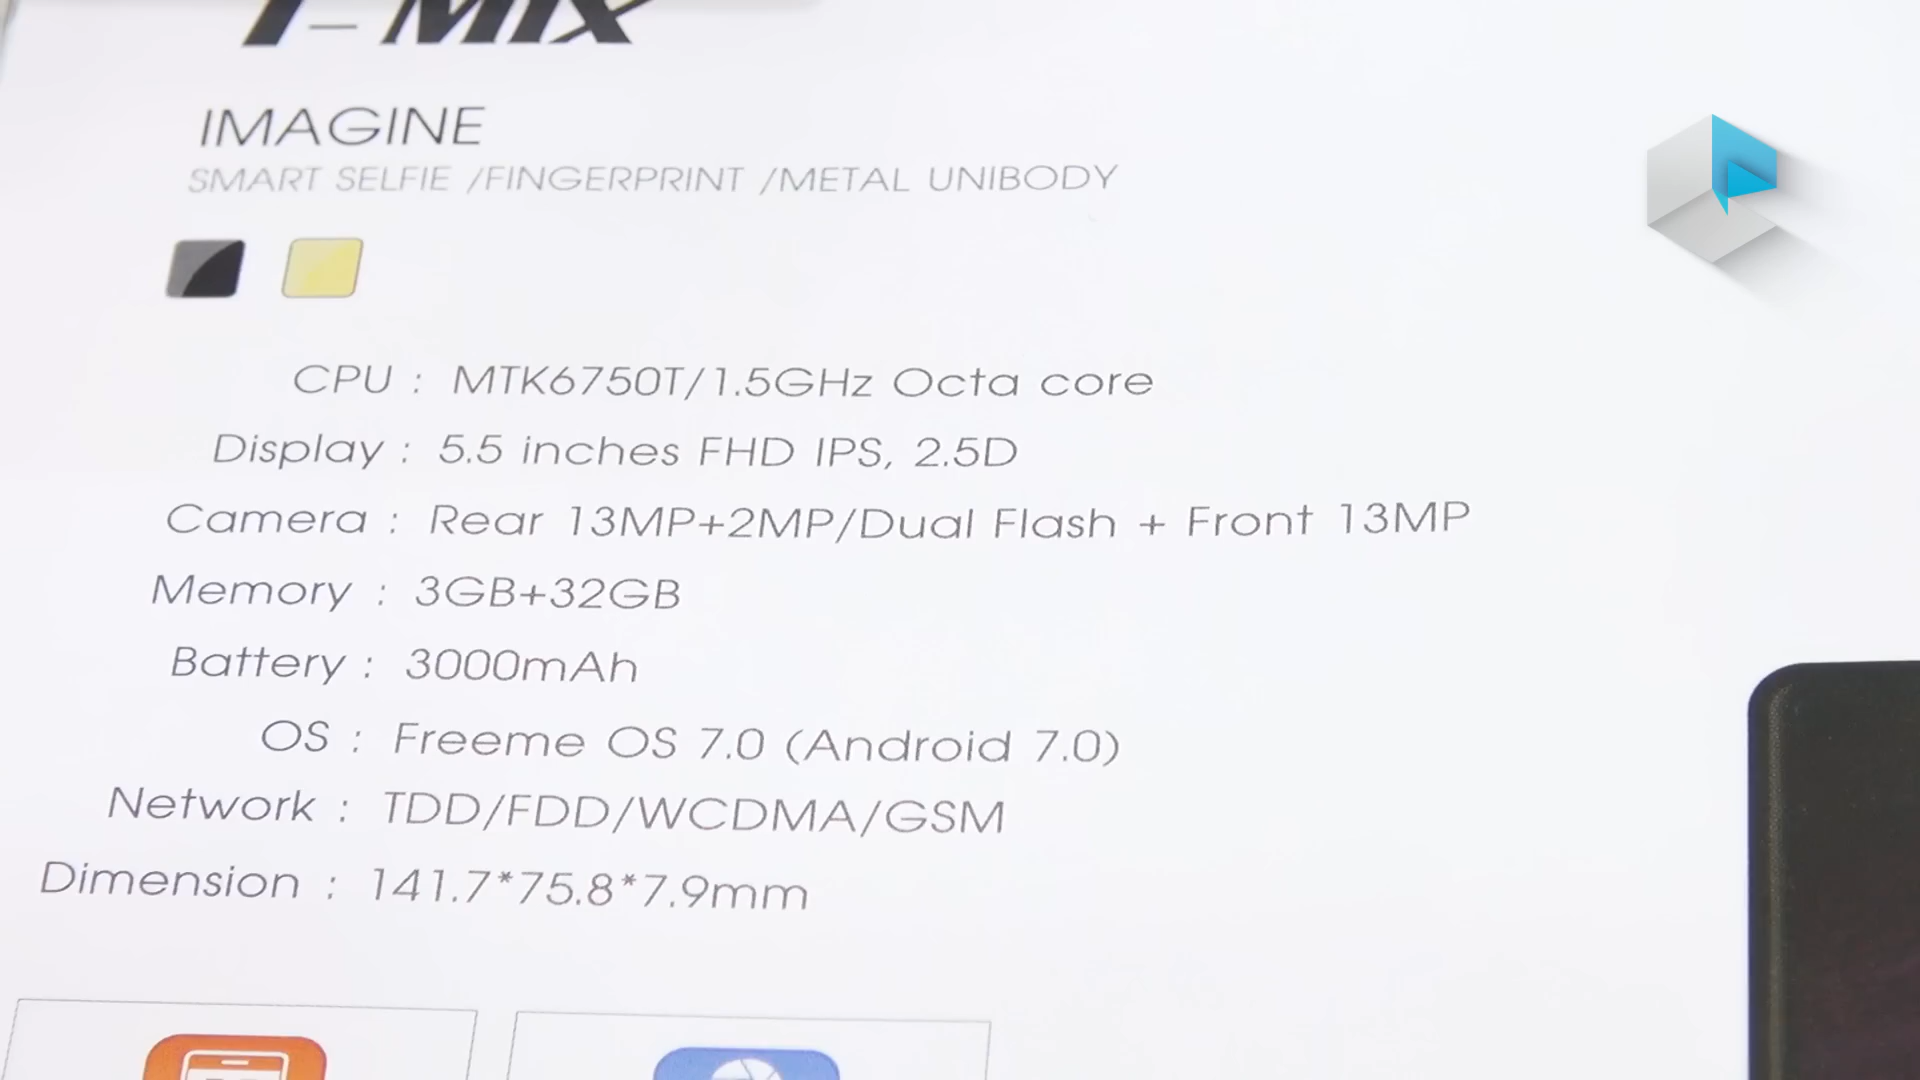 MIX
IMAGINE
SMART SELFIE /FINGERPRINT /METAL UNIBODY
CPU : MTK6750T/1.5GHz Octa core
Display : 5.5 inches FHD IPS, 2.5D
Camera : Rear 13MP+2MP/Dual Flash + Front 13MP
Memory : 3GB+32GB
Battery : 3000mAh
OS : Freeme OS 7.0 (Android 7.0)
Network : TDD/FDD/WCDMA/GSM
Dimension : 141.7*75.8*7.9mm